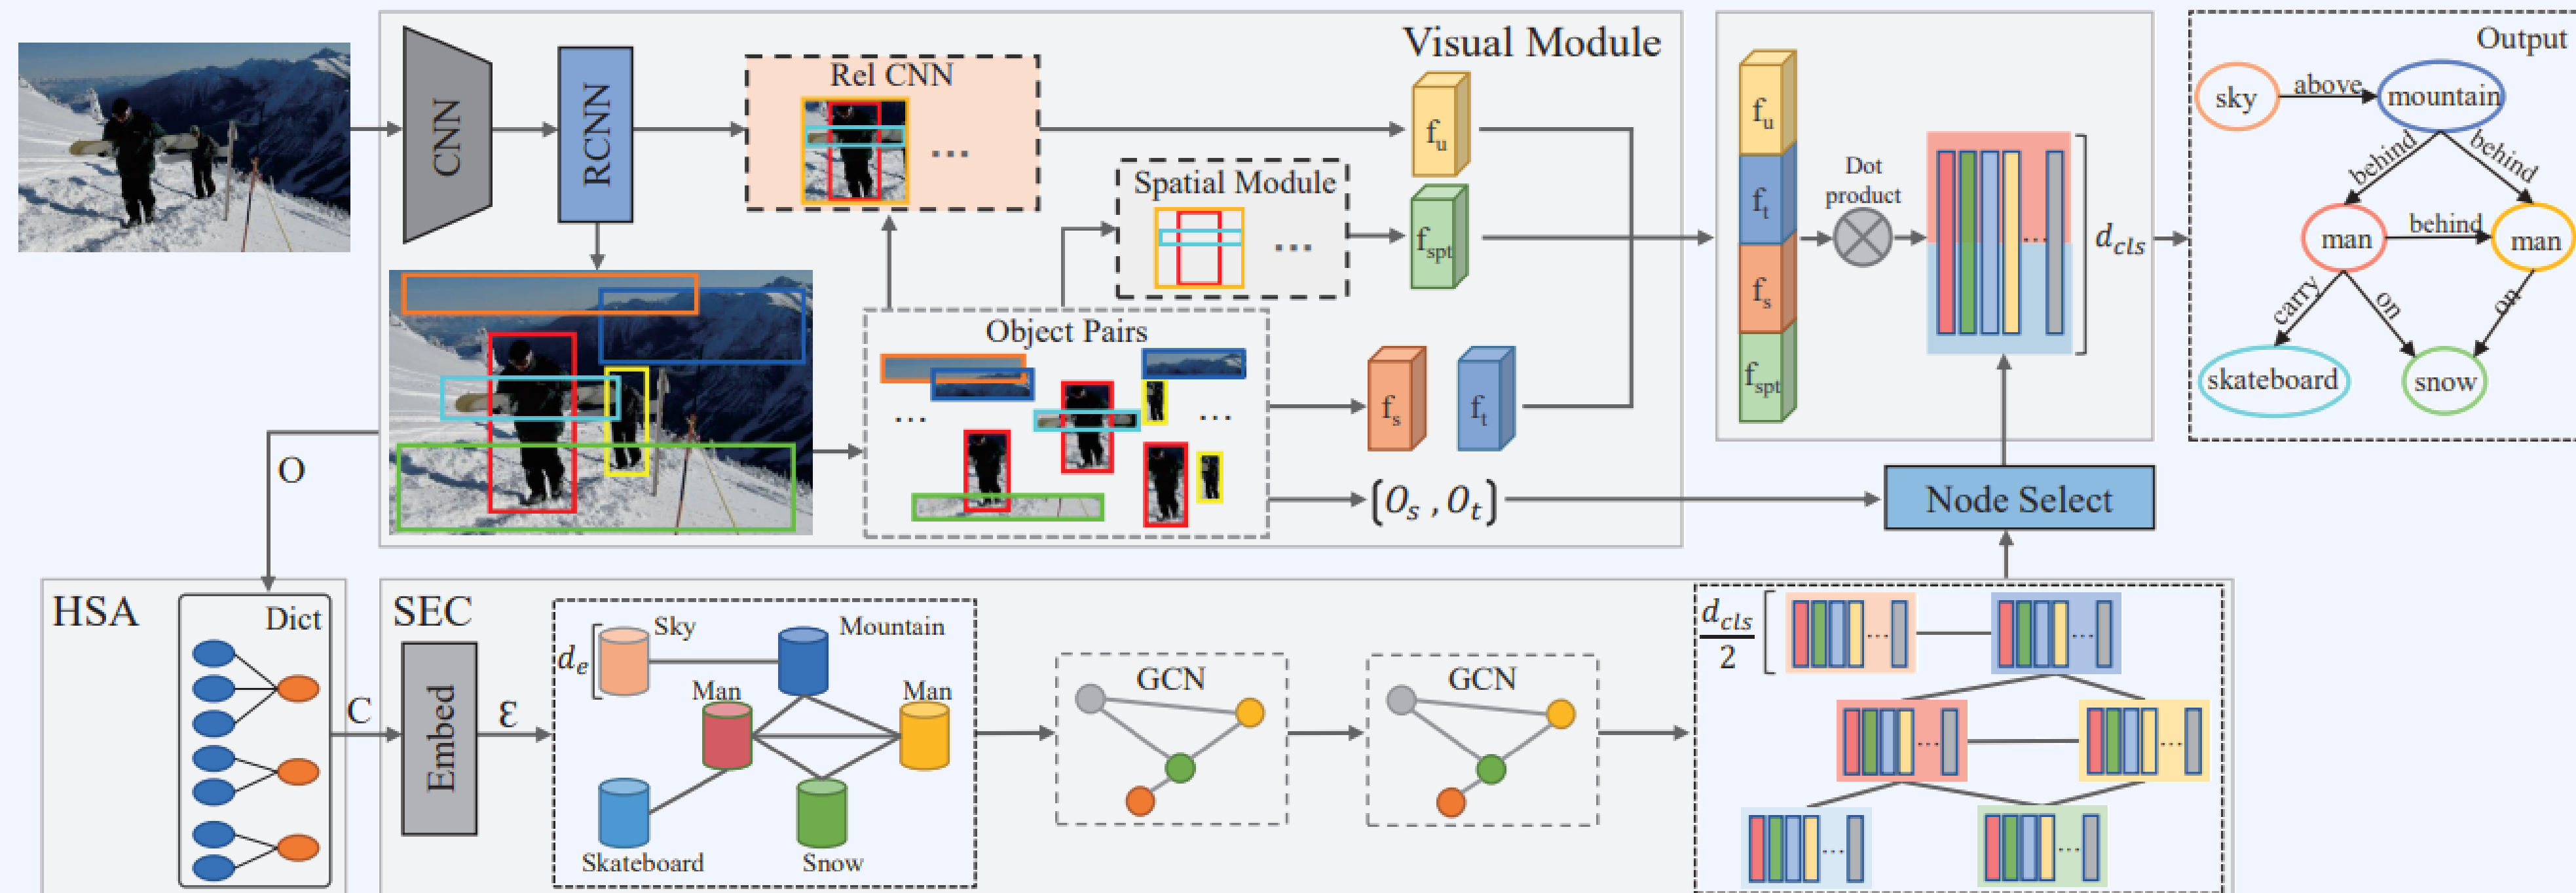 Visual Module
CNN
RCNN
Rel CNN
...
f_u
Spatial Module
...
f_spt
Object Pairs
...
...
f_s
f_t
[O_s , O_t]
f_u
f_t
f_s
f_spt
Dot
product
...
d_cls
Output
sky
above
mountain
behind
behind
man
behind
man
carry
on
on
skateboard
snow
Node Select
O
HSA
Dict
C
SEC
Embed
ℇ
d_e
Sky
Mountain
Man
Man
Skateboard
Snow
GCN
GCN
d_cls
2
...
...
...
...
...
...